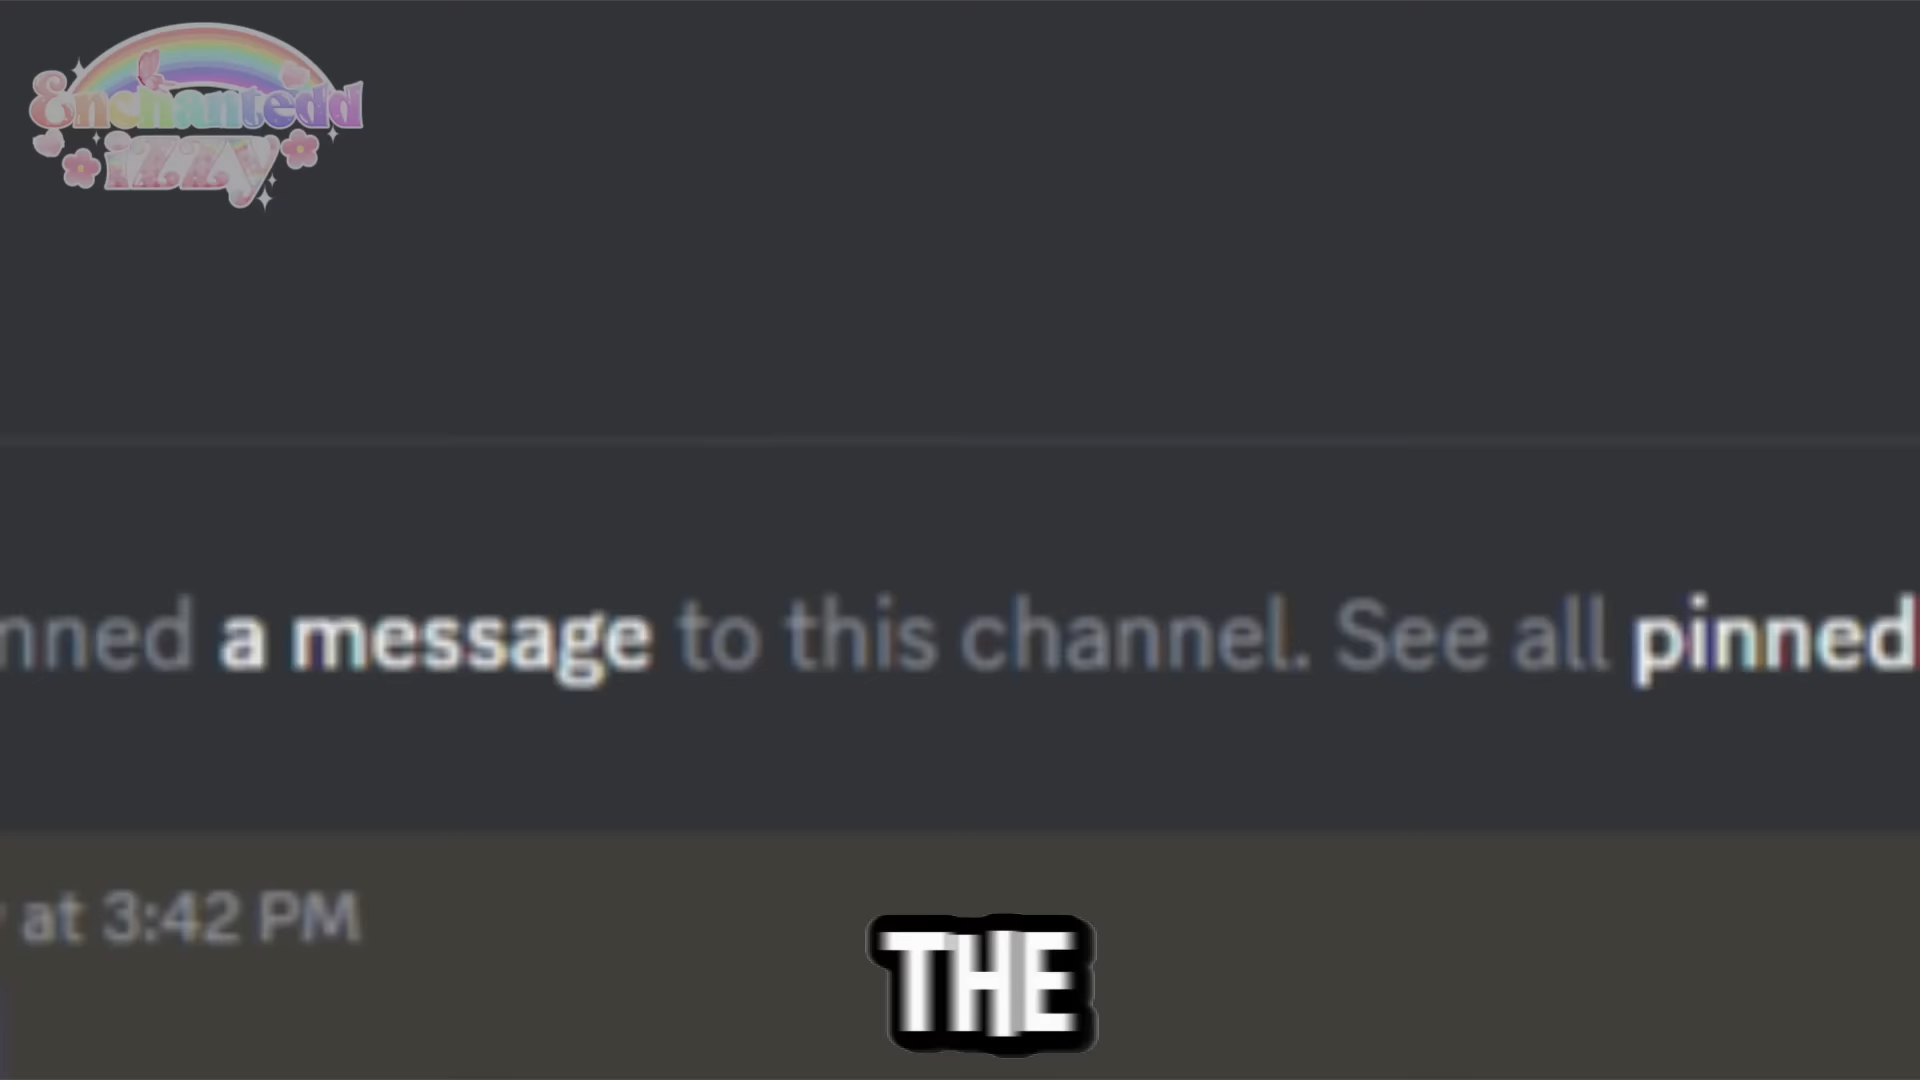 Enchantedd
izzy
nned a message to this channel. See all pinned
at 3:42 PM
THE